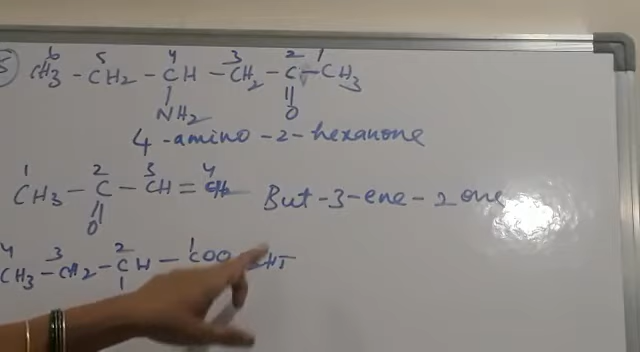 5
6 5 4 3 2 1
CH3 - CH2 - CH - CH2 - C - CH3
| ||
NH2 O
4-amino-2-hexanone
1 2 3 4
CH3 - C - CH = CH2 But-3-ene-2 one
||
O
4 3 2 1
CH3 - CH2 - CH - COO
|